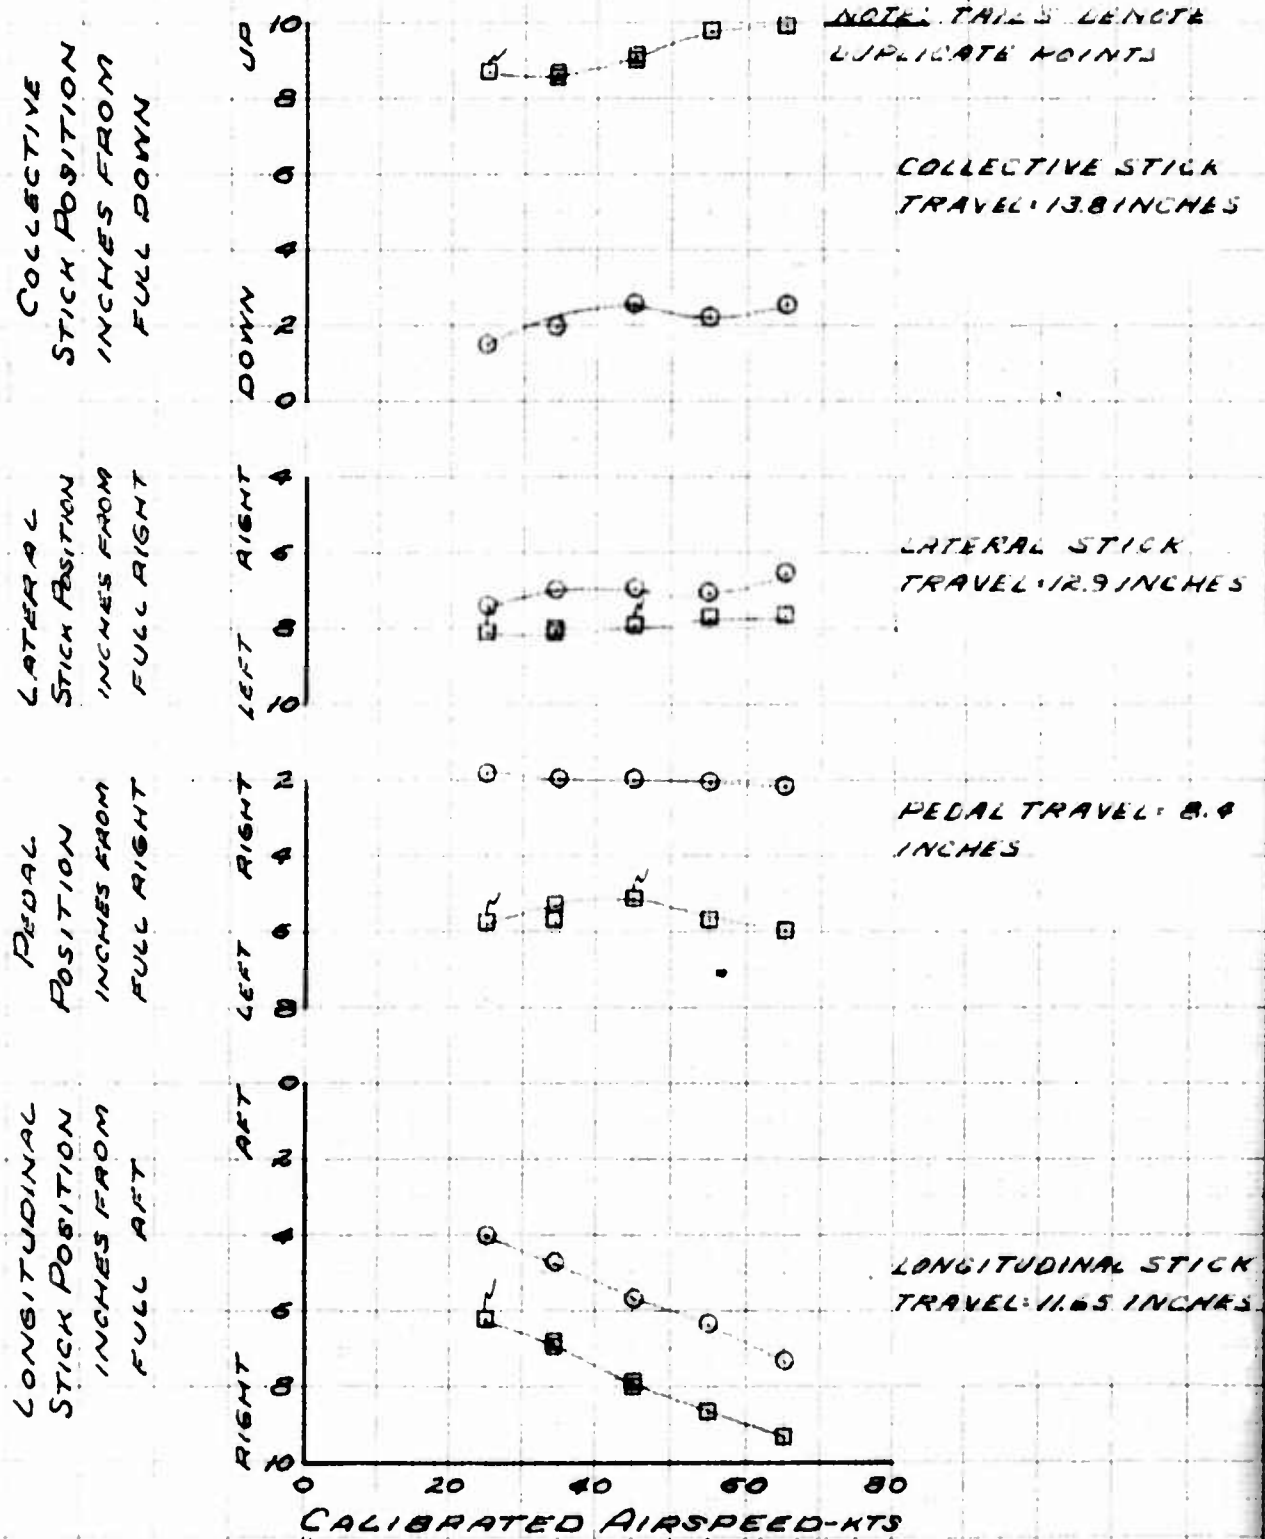 NOTE: TAILS DENOTE
DUPLICATE POINTS
COLLECTIVE
STICK POSITION
INCHES FROM
FULL DOWN
UP
DOWN
10
8
6
4
2
0
COLLECTIVE STICK
TRAVEL: 13.8 INCHES
LATERAL
STICK POSITION
INCHES FROM
FULL RIGHT
RIGHT
LEFT
4
6
8
10
LATERAL STICK
TRAVEL: 12.9 INCHES
PEDAL
POSITION
INCHES FROM
FULL RIGHT
RIGHT
LEFT
2
4
6
8
PEDAL TRAVEL: 8.4
INCHES
LONGITUDINAL
STICK POSITION
INCHES FROM
FULL AFT
AFT
RIGHT
0
2
4
6
8
10
LONGITUDINAL STICK
TRAVEL: 11.65 INCHES
0 20 40 60 80
CALIBRATED AIRSPEED-KTS